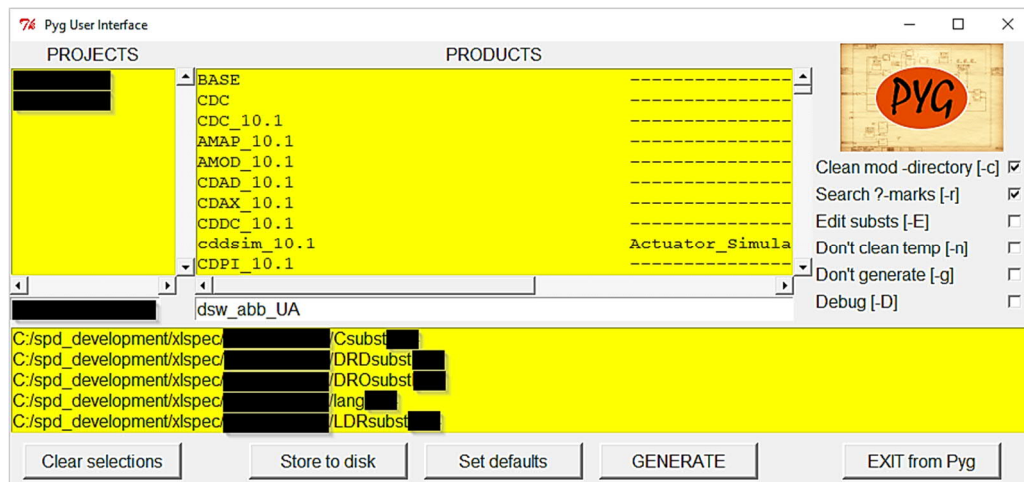 Pyg User Interface
PROJECTS
PRODUCTS
BASE --------------
CDC --------------
CDC_10.1 --------------
AMAP_10.1 --------------
AMOD_10.1 --------------
CDAD_10.1 --------------
CDAX_10.1 --------------
CDDC_10.1 --------------
cddsim_10.1 Actuator_Simula
CDPI_10.1 --------------
dsw_abb_UA
PYG
Clean mod -directory [-c]
Search ?-marks [-r]
Edit substs [-E]
Don't clean temp [-n]
Don't generate [-g]
Debug [-D]
C:/spd_development/xlspec/ /Csubst
C:/spd_development/xlspec/ /DRDsubst
C:/spd_development/xlspec/ /DROsubst
C:/spd_development/xlspec/ /lang
C:/spd_development/xlspec/ /LDRsubst
Clear selections
Store to disk
Set defaults
GENERATE
EXIT from Pyg